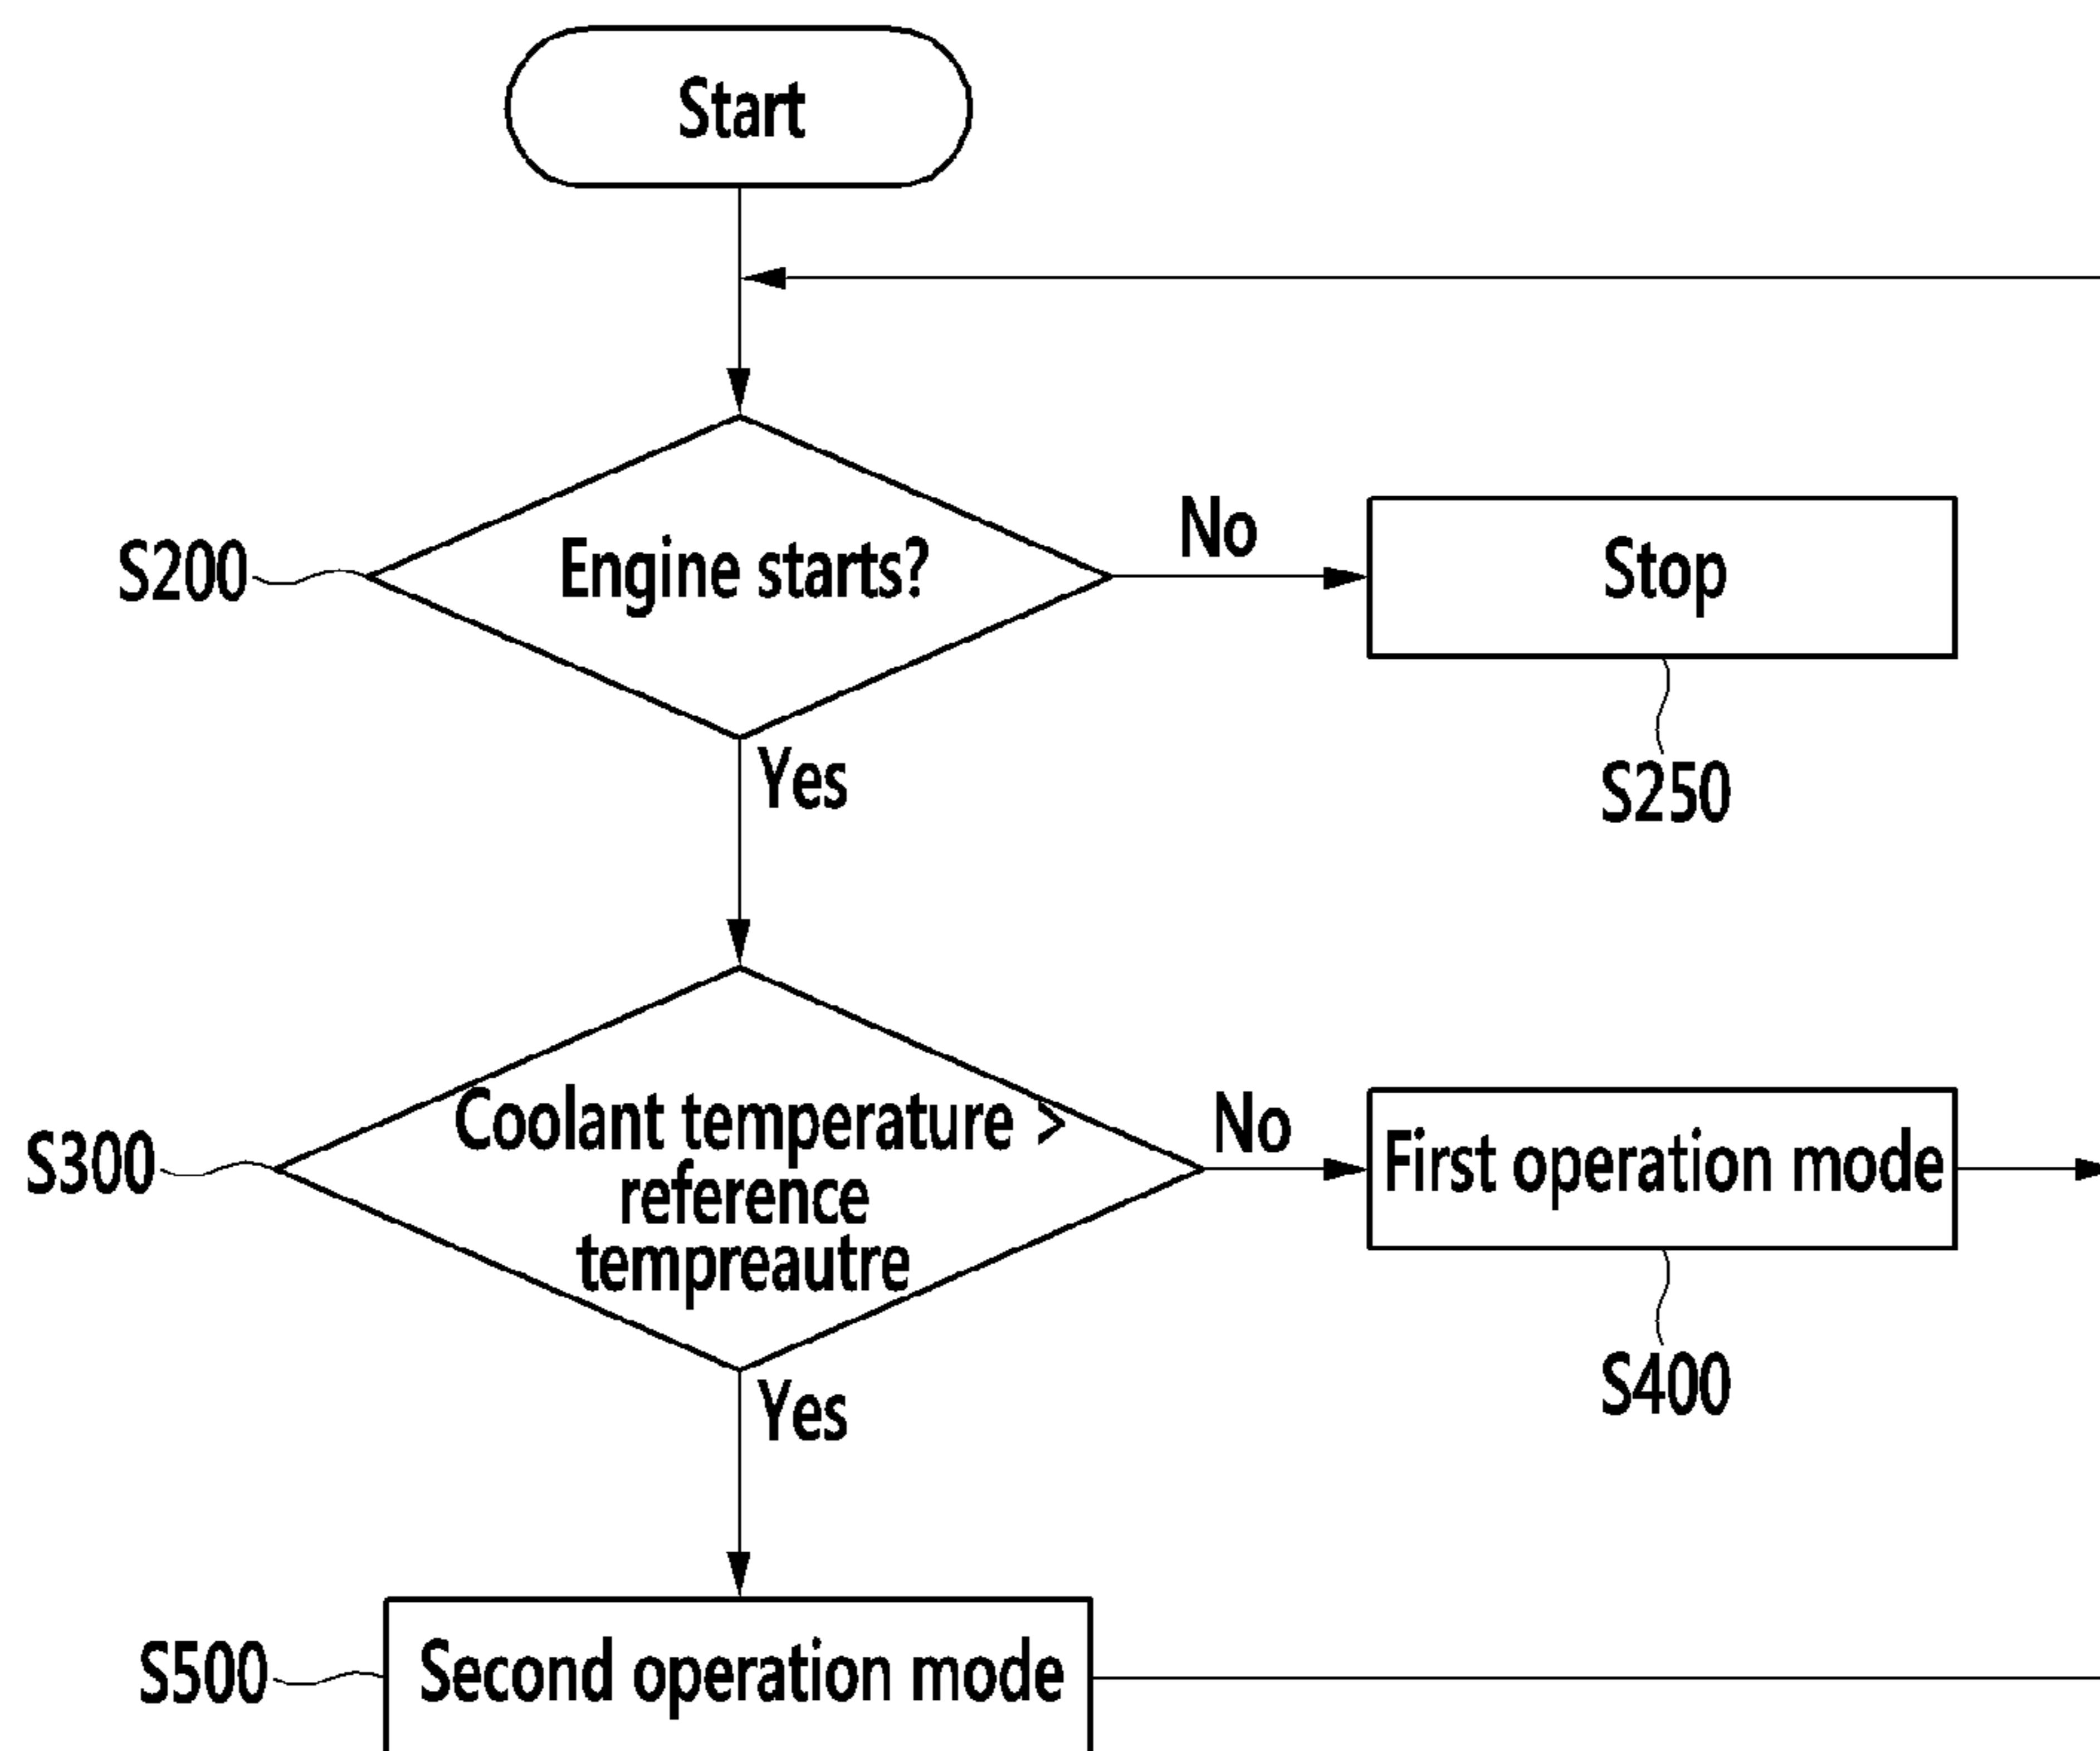 Start
S200
Engine starts?
No
Stop
S250
Yes
S300
Coolant temperature >
reference
tempreautre
No
First operation mode
S400
Yes
S500
Second operation mode